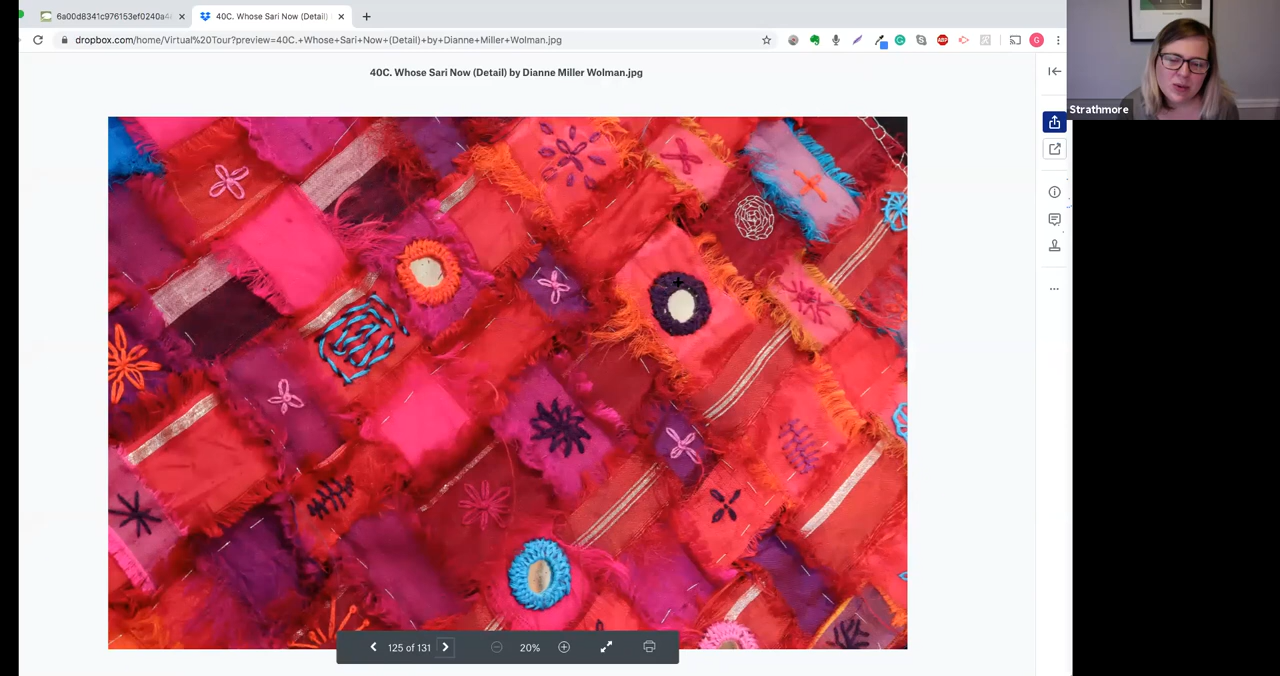 6a00d8341c976153ef0240a4
40C. Whose Sari Now (Detail)
dropbox.com/home/Virtual%20Tour?preview=40C.+Whose+Sari+Now+(Detail)+by+Dianne+Miller+Wolman.jpg
ABP
G
40C. Whose Sari Now (Detail) by Dianne Miller Wolman.jpg
Strathmore
125 of 131
20%